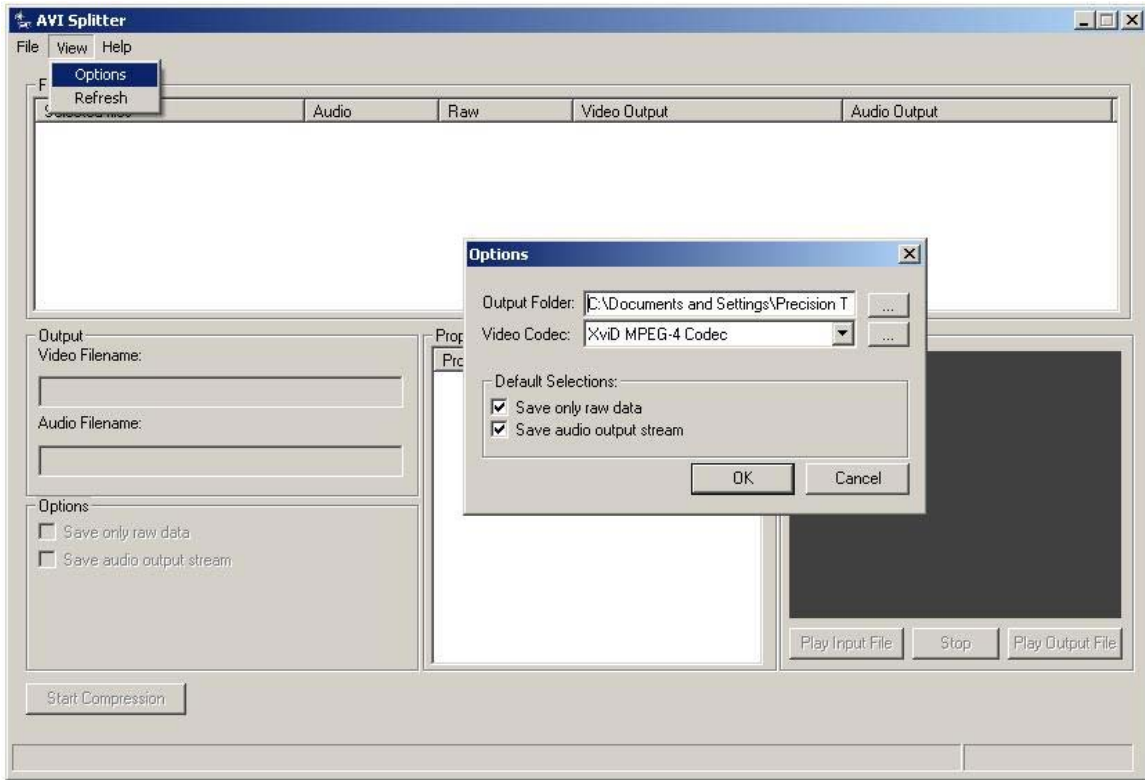 AVI Splitter
File View Help
Options
Refresh
F
Audio Raw Video Output Audio Output
Options
Output Folder: C:\Documents and Settings\Precision T ...
Video Codec: XviD MPEG-4 Codec ...
Default Selections:
Save only raw data
Save audio output stream
OK Cancel
Output
Video Filename:
Audio Filename:
Options
Save only raw data
Save audio output stream
Prop
Pro
Play Input File Stop Play Output File
Start Compression